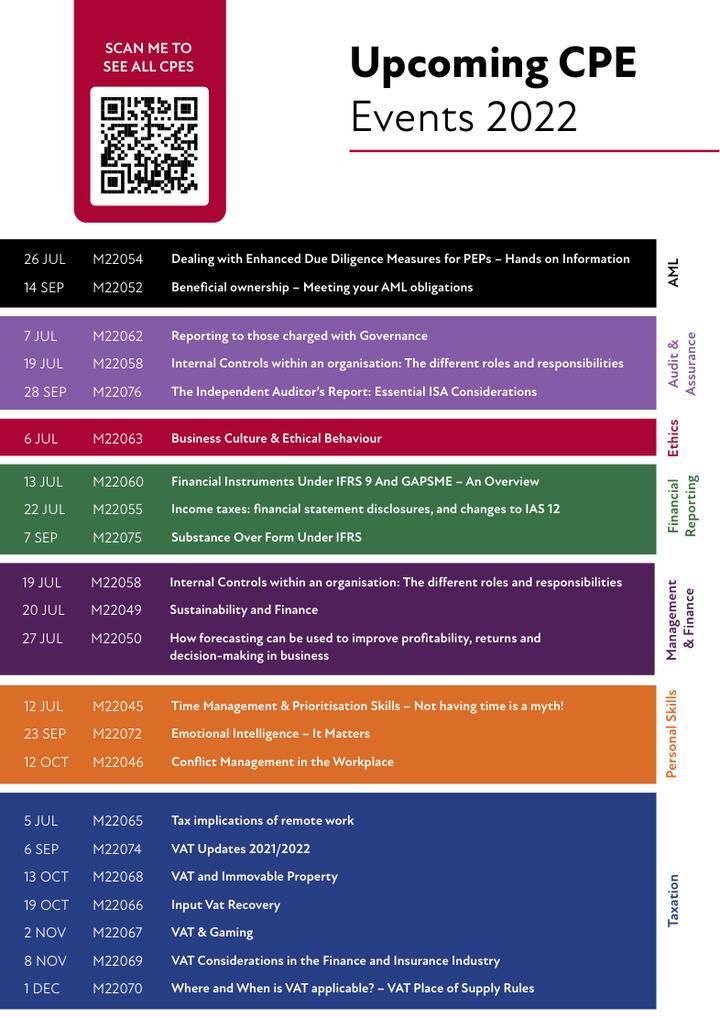 SCAN ME TO
SEE ALL CPES
Upcoming CPE
Events 2022
26 JUL M22054 Dealing with Enhanced Due Diligence Measures for PEPs – Hands on Information
14 SEP M22052 Beneficial ownership – Meeting your AML obligations
AML
7 JUL M22062 Reporting to those charged with Governance
19 JUL M22058 Internal Controls within an organisation: The different roles and responsibilities
28 SEP M22076 The Independent Auditor's Report: Essential ISA Considerations
Audit &
Assurance
6 JUL M22063 Business Culture & Ethical Behaviour
Ethics
13 JUL M22060 Financial Instruments Under IFRS 9 And GAPSME – An Overview
22 JUL M22055 Income taxes: financial statement disclosures, and changes to IAS 12
7 SEP M22075 Substance Over Form Under IFRS
Financial
Reporting
19 JUL M22058 Internal Controls within an organisation: The different roles and responsibilities
20 JUL M22049 Sustainability and Finance
27 JUL M22050 How forecasting can be used to improve profitability, returns and
decision-making in business
Management
& Finance
12 JUL M22045 Time Management & Prioritisation Skills – Not having time is a myth!
23 SEP M22072 Emotional Intelligence – It Matters
12 OCT M22046 Conflict Management in the Workplace
Personal Skills
5 JUL M22065 Tax implications of remote work
6 SEP M22074 VAT Updates 2021/2022
13 OCT M22068 VAT and Immovable Property
19 OCT M22066 Input Vat Recovery
2 NOV M22067 VAT & Gaming
8 NOV M22069 VAT Considerations in the Finance and Insurance Industry
1 DEC M22070 Where and When is VAT applicable? – VAT Place of Supply Rules
Taxation